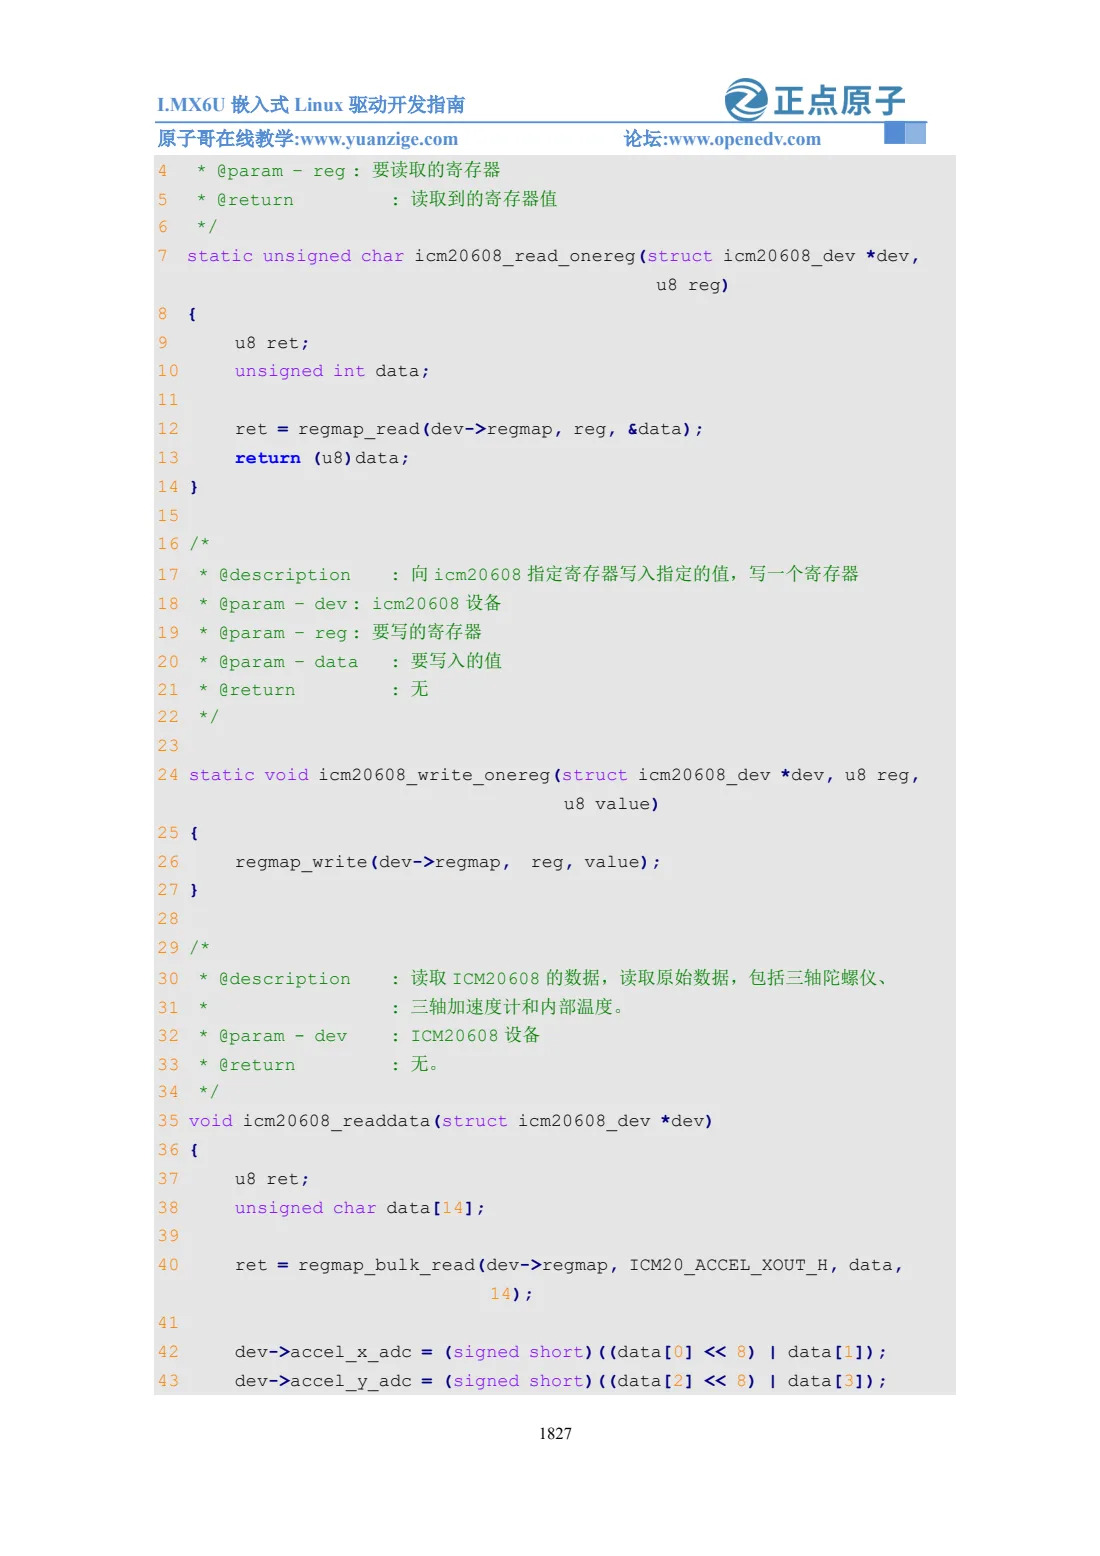 I.MX6U 嵌入式 Linux 驱动开发指南
正点原子
原子哥在线教学:www.yuanzige.com 论坛:www.openedv.com
4 * @param – reg : 要读取的寄存器
5 * @return : 读取到的寄存器值
6 */
7 static unsigned char icm20608_read_onereg(struct icm20608_dev *dev,
u8 reg)
8 {
9 u8 ret;
10 unsigned int data;
11
12 ret = regmap_read(dev->regmap, reg, &data);
13 return (u8)data;
14 }
15
16 /*
17 * @description : 向 icm20608 指定寄存器写入指定的值，写一个寄存器
18 * @param – dev : icm20608 设备
19 * @param – reg : 要写的寄存器
20 * @param – data : 要写入的值
21 * @return : 无
22 */
23
24 static void icm20608_write_onereg(struct icm20608_dev *dev, u8 reg,
u8 value)
25 {
26 regmap_write(dev->regmap, reg, value);
27 }
28
29 /*
30 * @description : 读取 ICM20608 的数据，读取原始数据，包括三轴陀螺仪、
31 * : 三轴加速度计和内部温度。
32 * @param - dev : ICM20608 设备
33 * @return : 无。
34 */
35 void icm20608_readdata(struct icm20608_dev *dev)
36 {
37 u8 ret;
38 unsigned char data[14];
39
40 ret = regmap_bulk_read(dev->regmap, ICM20_ACCEL_XOUT_H, data,
14);
41
42 dev->accel_x_adc = (signed short)((data[0] << 8) | data[1]);
43 dev->accel_y_adc = (signed short)((data[2] << 8) | data[3]);
1827